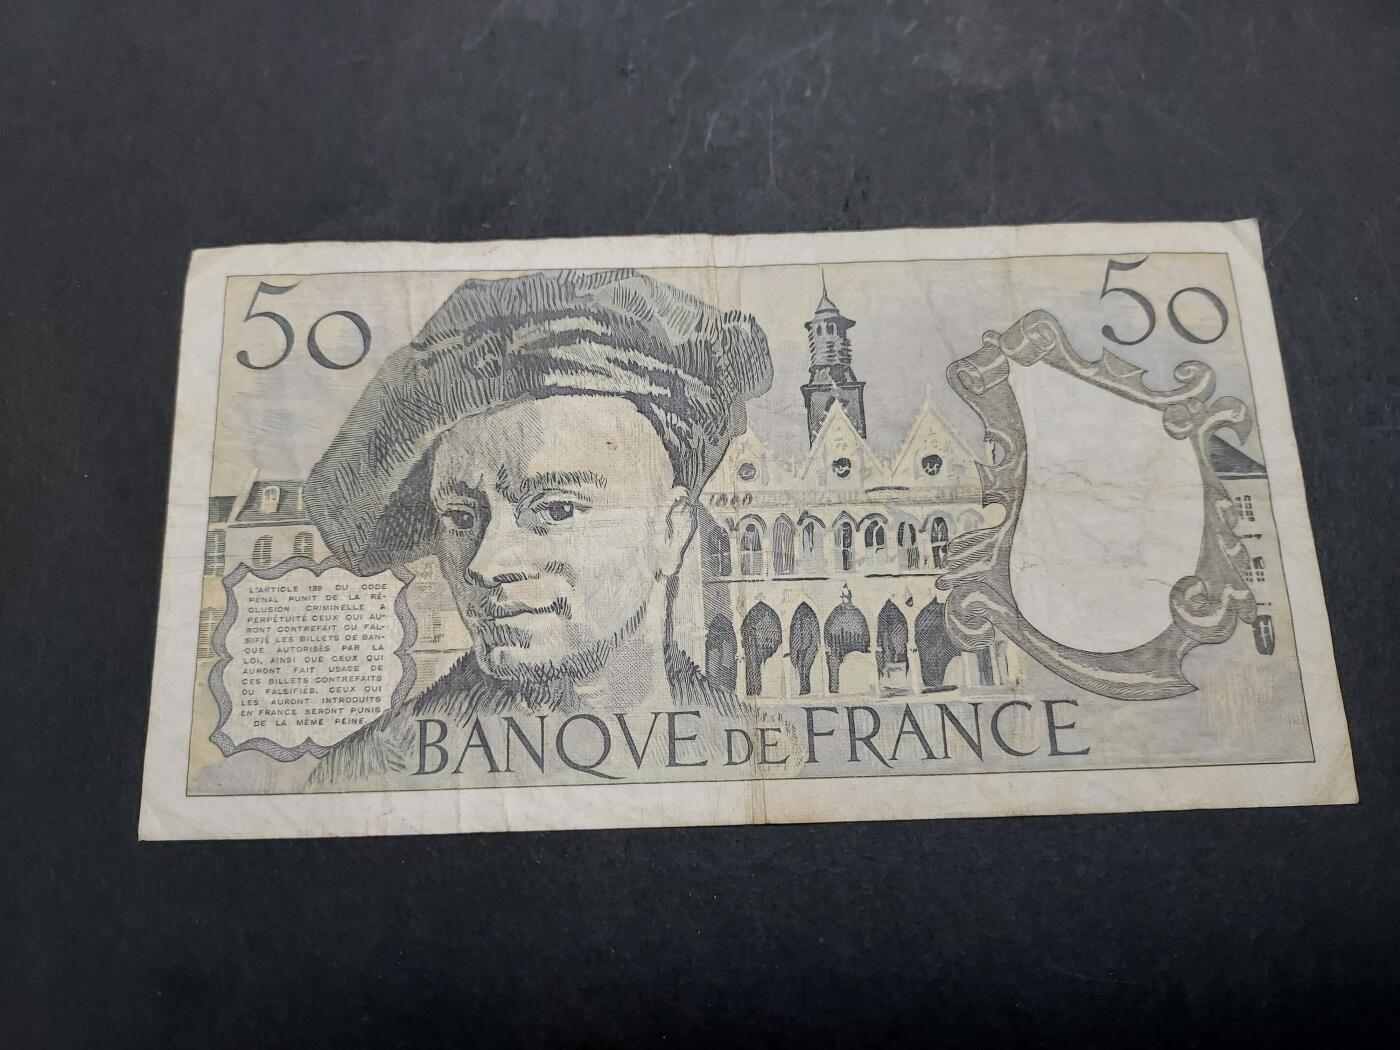 50
50
L'ARTICLE 139 DU CODE
PÉNAL PUNIT DE LA RÉ-
CLUSION CRIMINELLE A
PERPÉTUITÉ CEUX QUI AU-
RONT CONTREFAIT OU FAL-
SIFIÉ LES BILLETS DE BAN-
QUE AUTORISÉS PAR LA
LOI, AINSI QUE CEUX QUI
AURONT FAIT USAGE DE
CES BILLETS CONTREFAITS
OU FALSIFIÉS. CEUX QUI
LES AURONT INTRODUITS
EN FRANCE SERONT PUNIS
DE LA MÊME PEINE.
BANQVE DE FRANCE